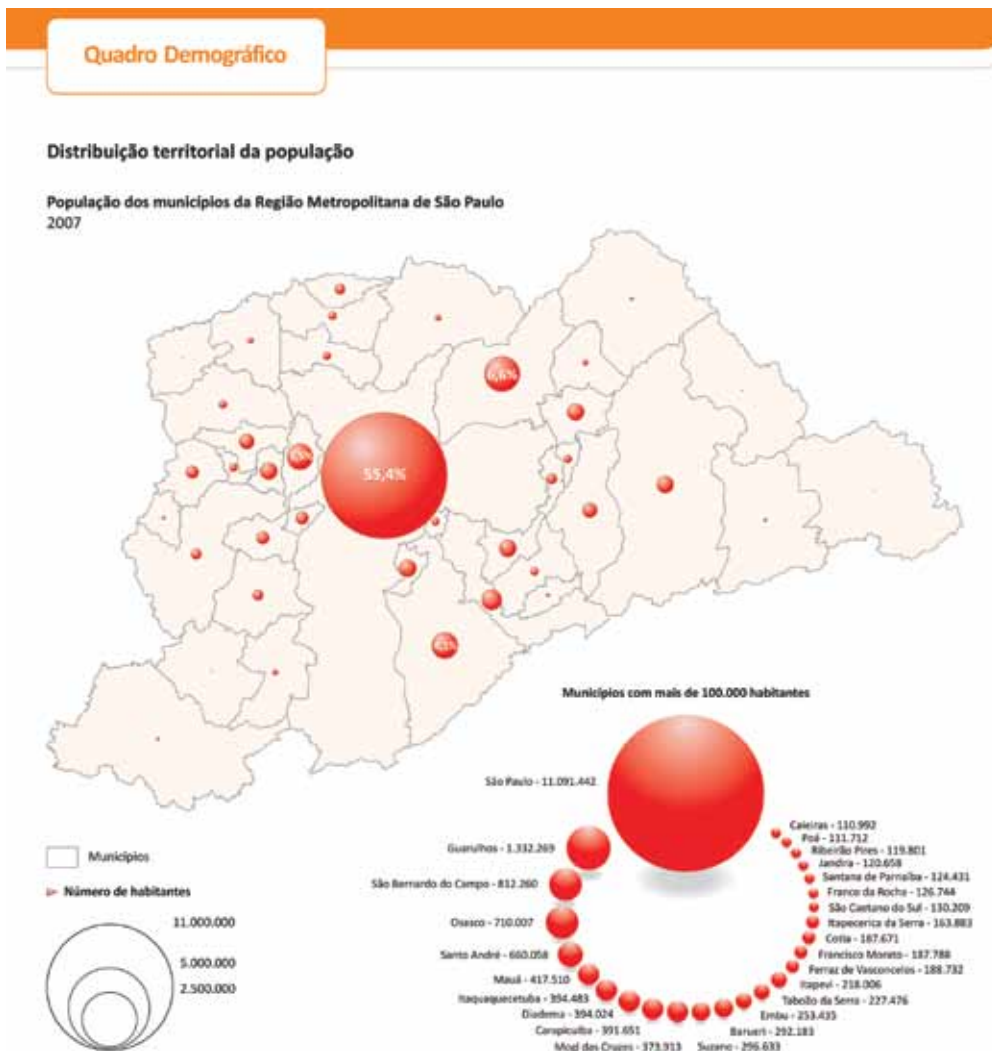 Quadro Demográfico
Distribuição territorial da população
População dos municípios da Região Metropolitana de São Paulo
2007
6,6%
55,4%
Municípios com mais de 100.000 habitantes
São Paulo - 11.091.442
Guarulhos - 1.332.269
São Bernardo do Campo - 812.260
Osasco - 710.007
Santo André - 660.058
Mauá - 417.510
Itaquaquecetuba - 394.483
Diadema - 394.024
Carapicuíba - 391.651
Mogi das Cruzes - 373.913
Suzano - 296.633
Barueri - 292.183
Embu - 253.435
Taboão da Serra - 227.476
Itapevi - 218.006
Ferraz de Vasconcelos - 188.732
Francisco Morato - 187.788
Cotia - 187.671
Itapecerica da Serra - 163.883
São Caetano do Sul - 130.209
Franco da Rocha - 126.744
Santana de Parnaíba - 124.431
Jandira - 120.658
Ribeirão Pires - 119.801
Poá - 111.712
Caieiras - 110.992
Municípios
Número de habitantes
11.000.000
5.000.000
2.500.000